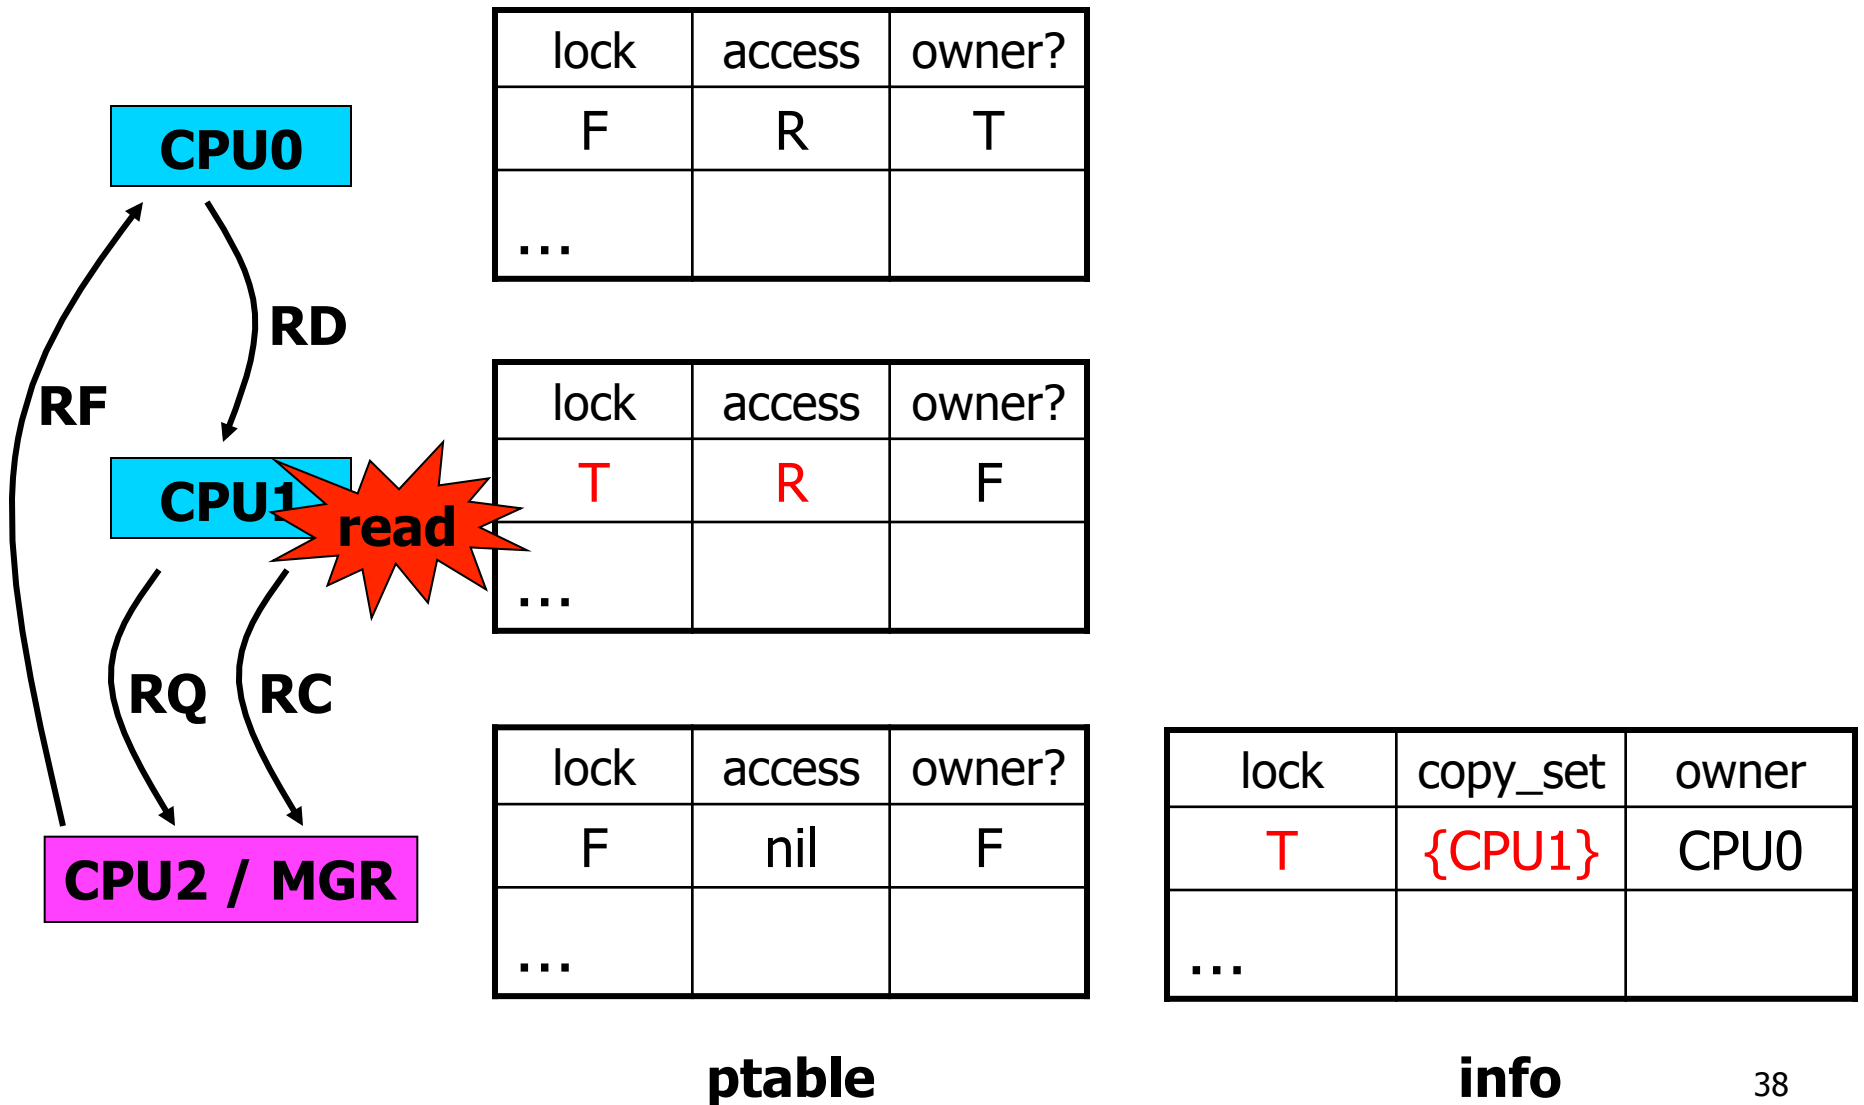 lock access owner?
F R T
...
CPU0
RD
RF
lock access owner?
T R F
...
CPU1
read
RQ RC
lock access owner?
F nil F
...
CPU2 / MGR
lock copy_set owner
T {CPU1} CPU0
...
ptable
info
38